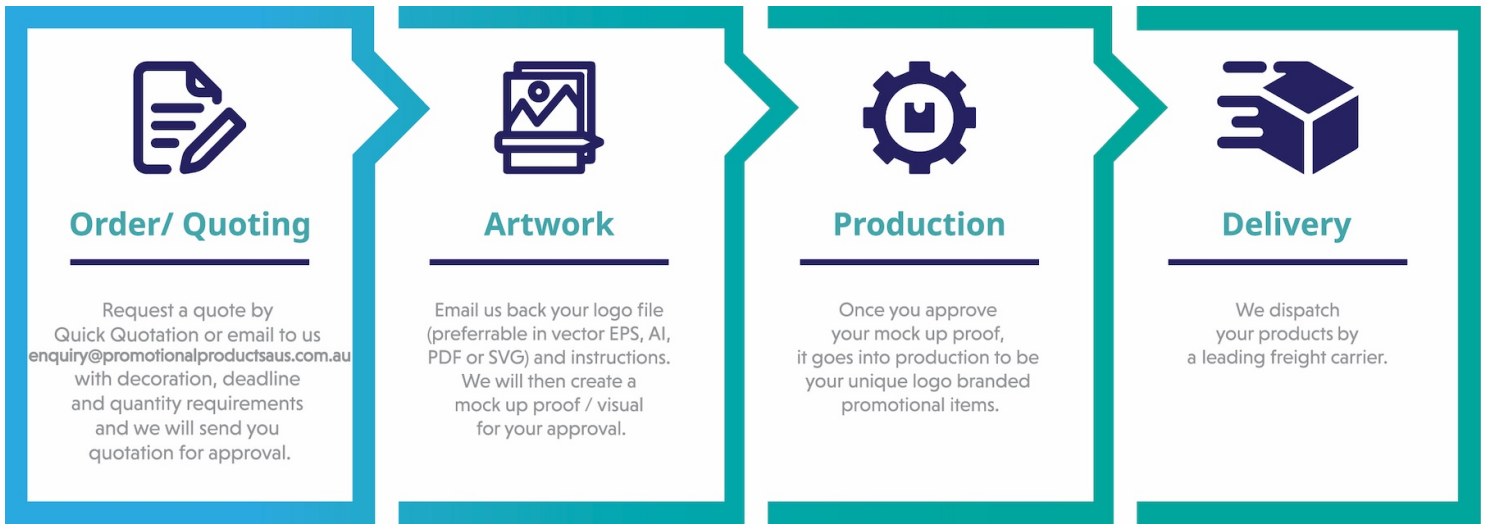 Order/ Quoting
Request a quote by
Quick Quotation or email to us
enquiry@promotionalproductsaus.com.au
with decoration, deadline
and quantity requirements
and we will send you
quotation for approval.
Artwork
Email us back your logo file
(preferrable in vector EPS, AI,
PDF or SVG) and instructions.
We will then create a
mock up proof / visual
for your approval.
Production
Once you approve
your mock up proof,
it goes into production to be
your unique logo branded
promotional items.
Delivery
We dispatch
your products by
a leading freight carrier.